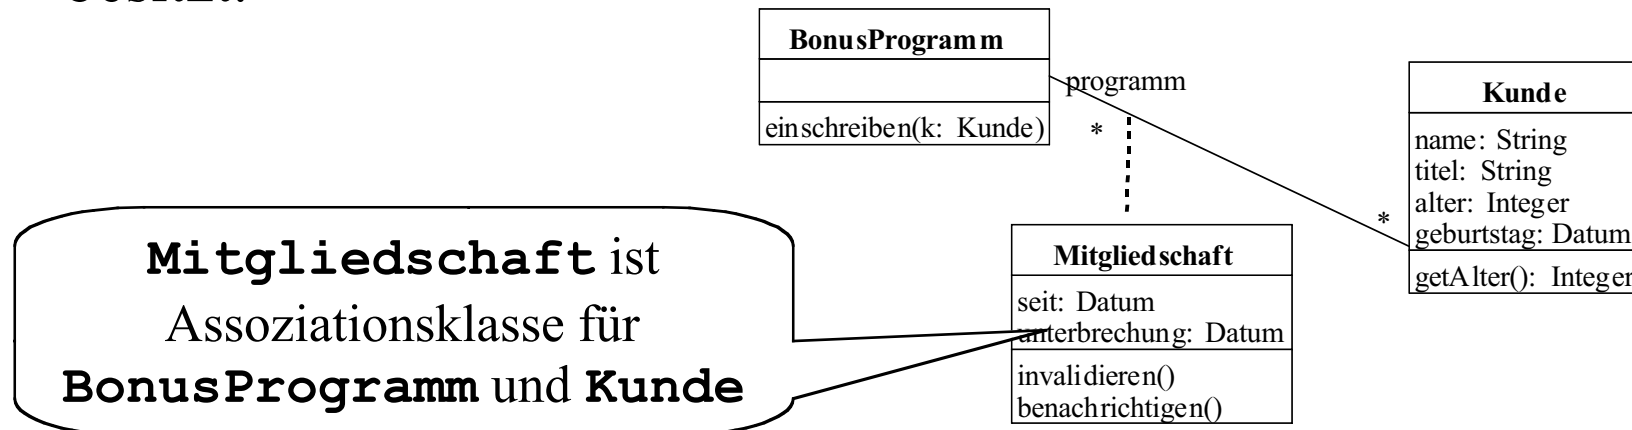 BonusProgramm
einschreiben(k: Kunde)
programm
*
*
Kunde
name: String
titel: String
alter: Integer
geburtstag: Datum
getAlter(): Integer
Mitgliedschaft
seit: Datum
unterbrechung: Datum
invalidieren()
benachrichtigen()
Mitgliedschaft ist
Assoziationsklasse für
BonusProgramm und Kunde